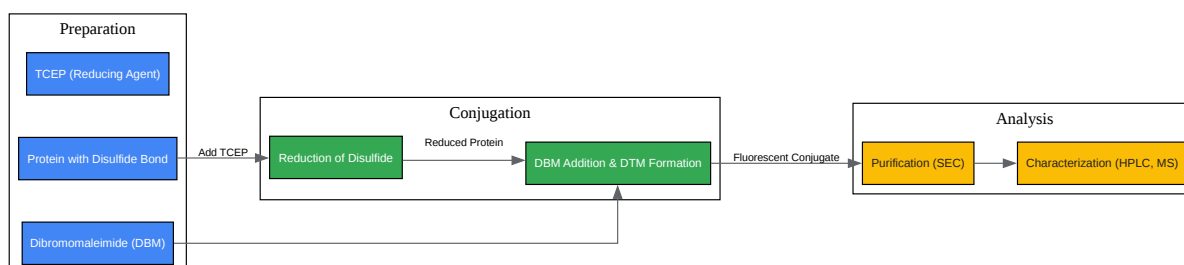 Preparation
TCEP (Reducing Agent)
Protein with Disulfide Bond
Dibromomaleimide (DBM)
Add TCEP
Conjugation
Reduction of Disulfide
Reduced Protein
DBM Addition & DTM Formation
Fluorescent Conjugate
Analysis
Purification (SEC)
Characterization (HPLC, MS)